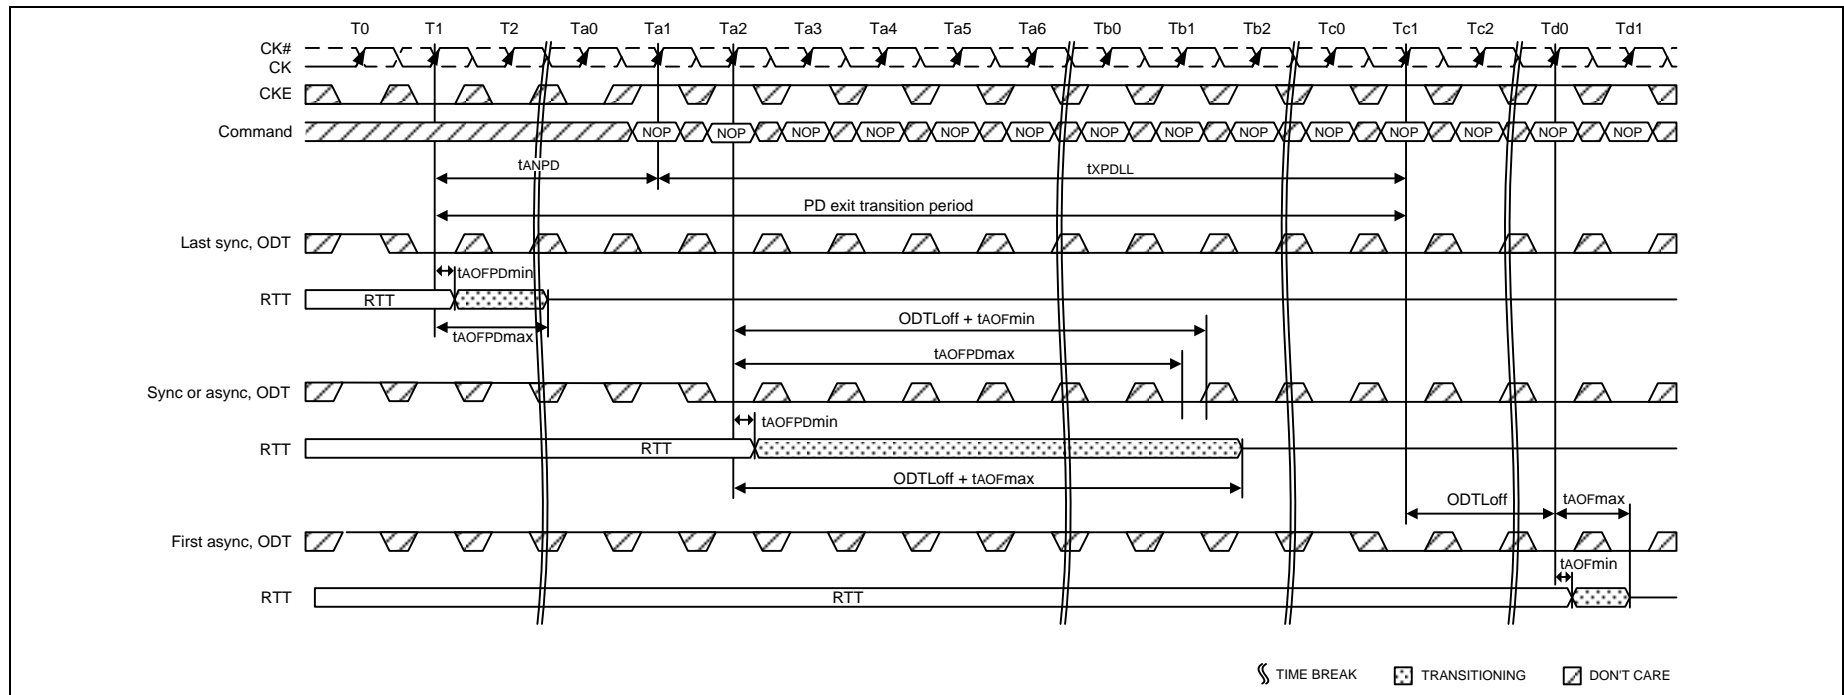 T0 T1 T2 Ta0 Ta1 Ta2 Ta3 Ta4 Ta5 Ta6 Tb0 Tb1 Tb2 Tc0 Tc1 Tc2 Td0 Td1
CK#
CK
CKE
Command NOP NOP NOP NOP NOP NOP NOP NOP NOP NOP NOP NOP NOP NOP
tANPD tXPDLL
PD exit transition period
Last sync, ODT
tAOFPDmin
RTT RTT
tAOFPDmax
ODTLoff + tAOFmin
tAOFPDmax
Sync or async, ODT
tAOFPDmin
RTT RTT
ODTLoff + tAOFmax
ODTLoff tAOFmax
First async, ODT
tAOFmin
RTT RTT
TIME BREAK TRANSITIONING DON'T CARE